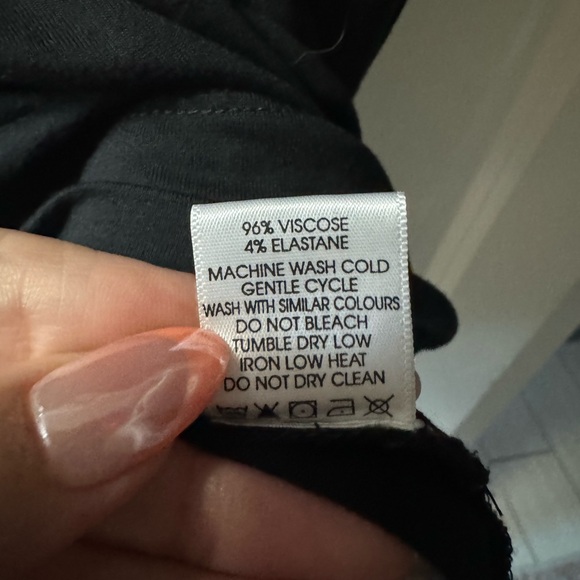 96% VISCOSE
4% ELASTANE
MACHINE WASH COLD
GENTLE CYCLE
WASH WITH SIMILAR COLOURS
DO NOT BLEACH
TUMBLE DRY LOW
IRON LOW HEAT
DO NOT DRY CLEAN